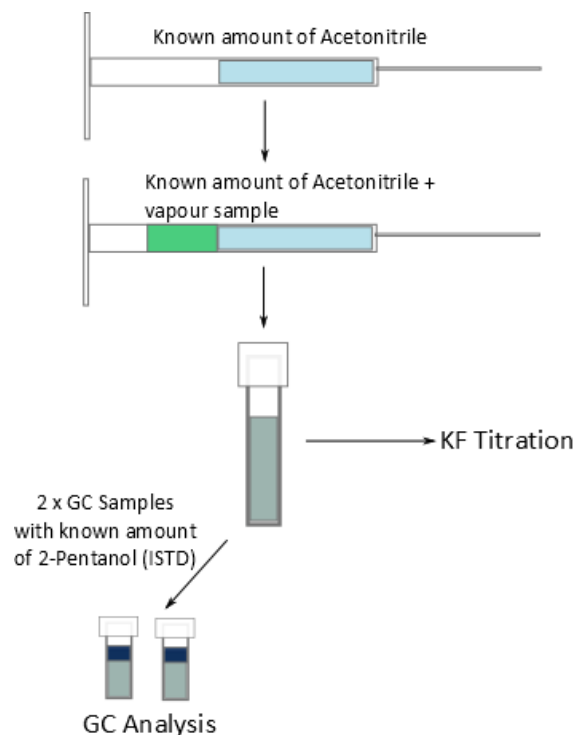 Known amount of Acetonitrile
Known amount of Acetonitrile +
vapour sample
KF Titration
2 x GC Samples
with known amount
of 2-Pentanol (ISTD)
GC Analysis